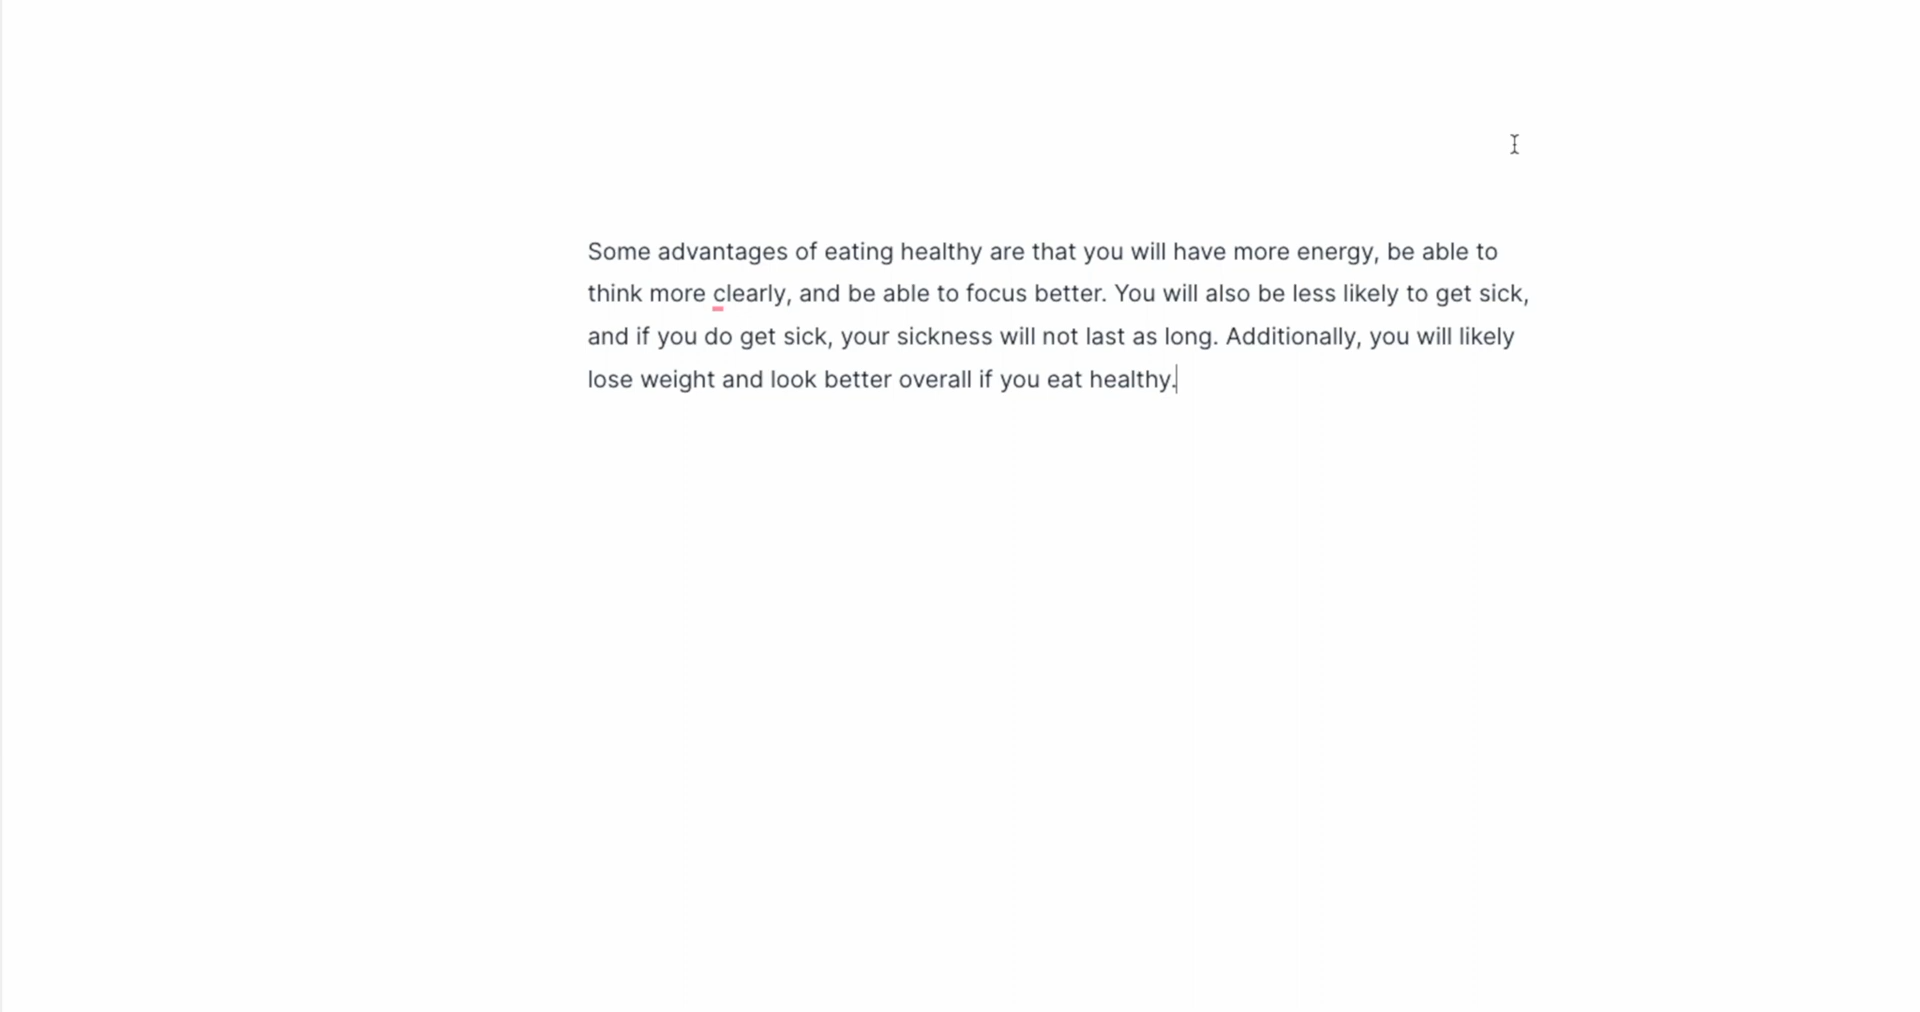 Some advantages of eating healthy are that you will have more energy, be able to
think more clearly, and be able to focus better. You will also be less likely to get sick,
and if you do get sick, your sickness will not last as long. Additionally, you will likely
lose weight and look better overall if you eat healthy.